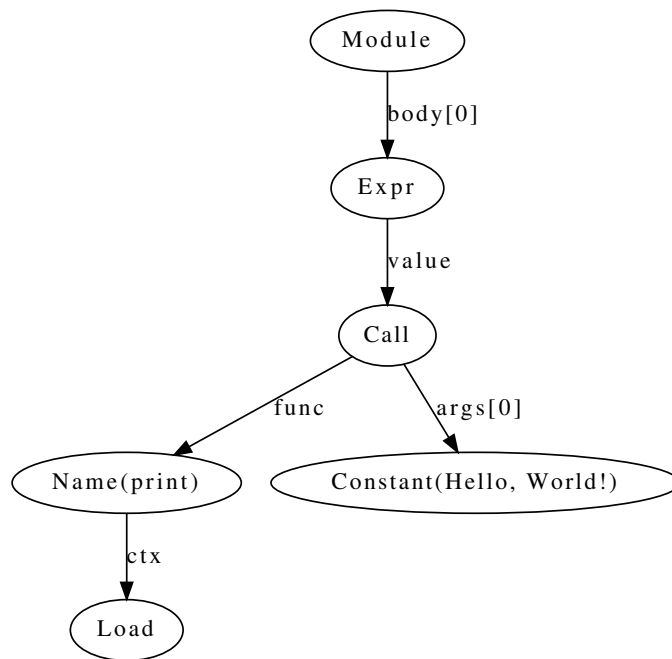 Module
body[0]
Expr
value
Call
func
args[0]
Name(print)
Constant(Hello, World!)
ctx
Load